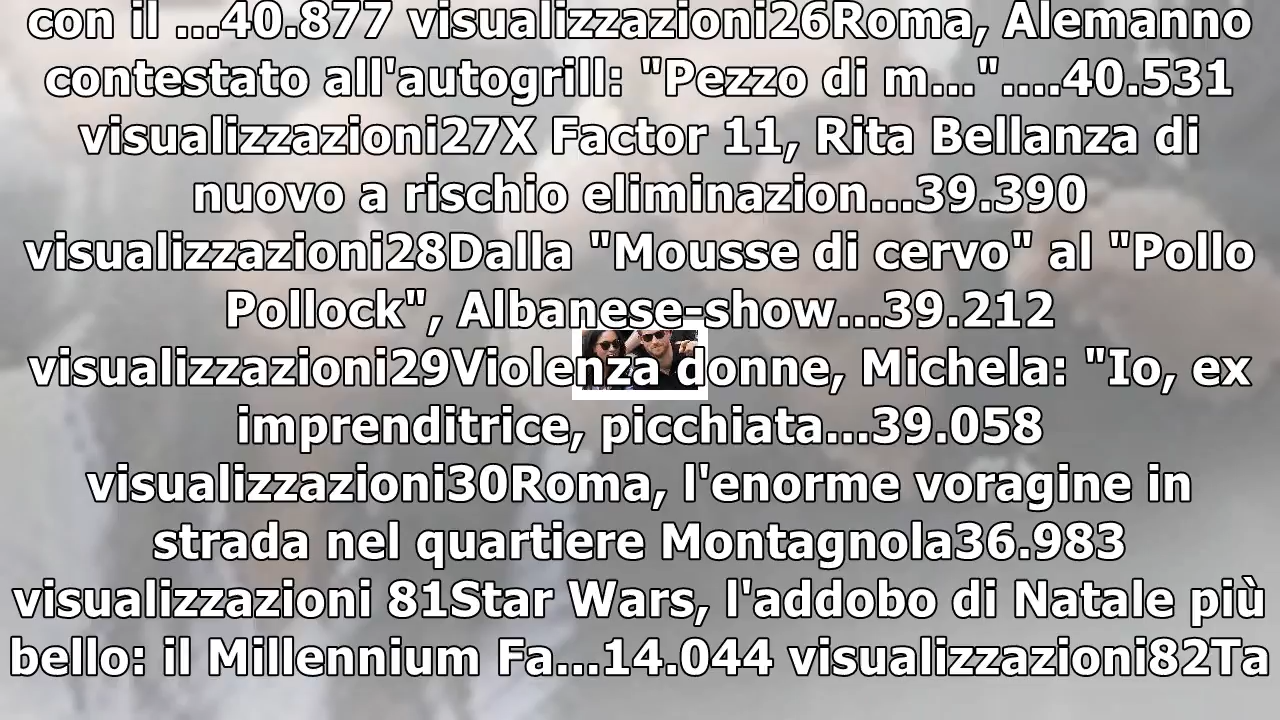 con il ...40.877 visualizzazioni26Roma, Alemanno
contestato all'autogrill: "Pezzo di m..."....40.531
visualizzazioni27X Factor 11, Rita Bellanza di
nuovo a rischio eliminazion...39.390
visualizzazioni28Dalla "Mousse di cervo" al "Pollo
Pollock", Albanese-show...39.212
visualizzazioni29Violenza donne, Michela: "Io, ex
imprenditrice, picchiata...39.058
visualizzazioni30Roma, l'enorme voragine in
strada nel quartiere Montagnola36.983
visualizzazioni 81Star Wars, l'addobo di Natale più
bello: il Millennium Fa...14.044 visualizzazioni82Ta